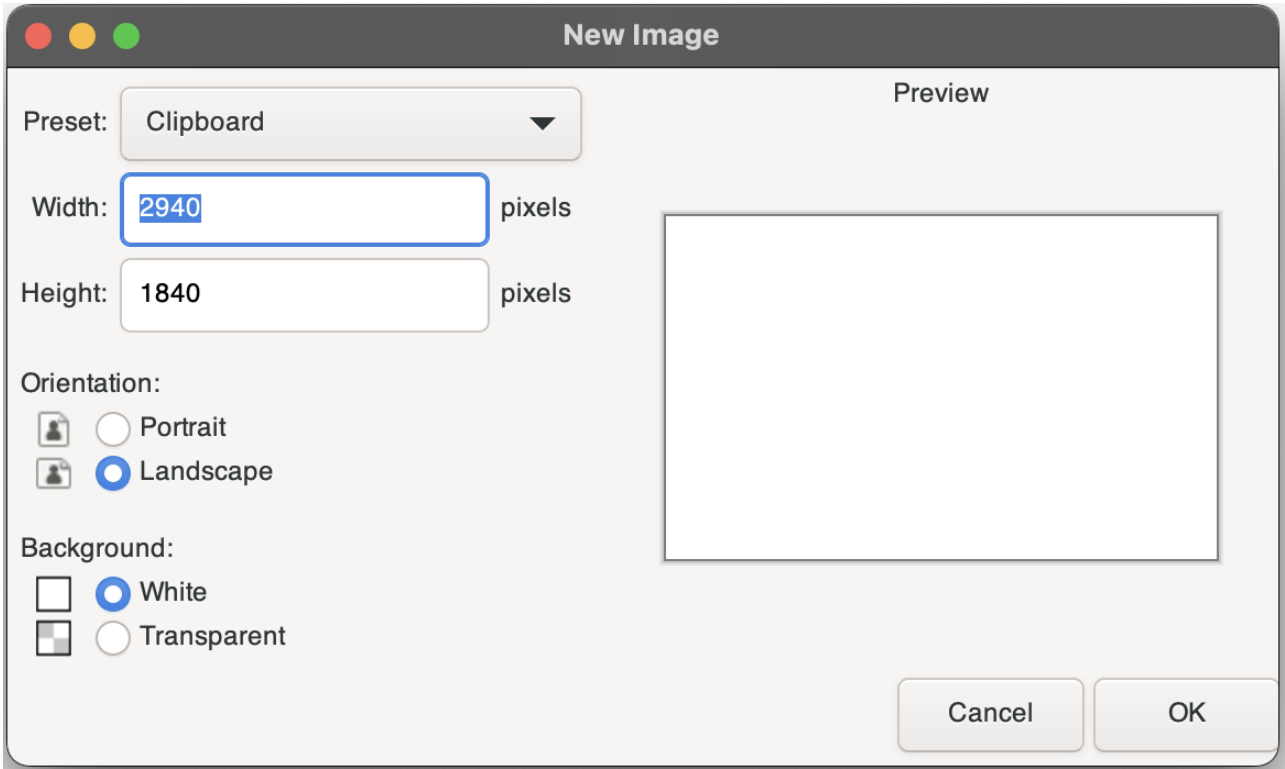 New Image
Preset: Clipboard
Preview
Width: 2940 pixels
Height: 1840 pixels
Orientation:
Portrait
Landscape
Background:
White
Transparent
Cancel OK